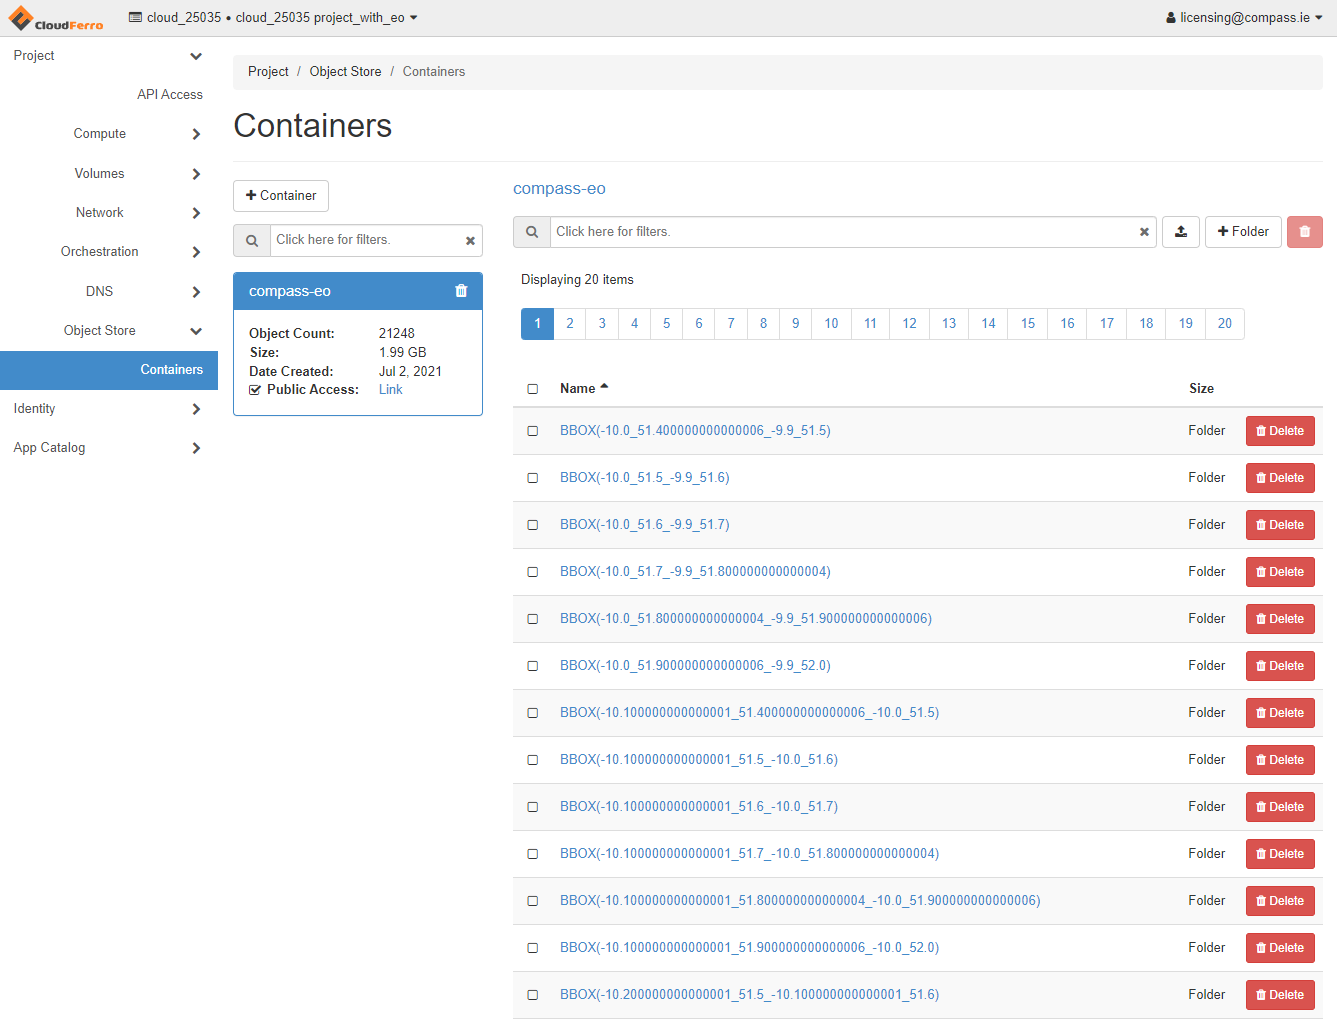 CloudFerro
cloud_25035 • cloud_25035 project_with_eo
licensing@compass.ie
Project
API Access
Compute
Volumes
Network
Orchestration
DNS
Object Store
Containers
Identity
App Catalog
Project / Object Store / Containers
Containers
Container
Click here for filters.
compass-eo
Object Count: 21248
Size: 1.99 GB
Date Created: Jul 2, 2021
Public Access: Link
compass-eo
Click here for filters.
Folder
Displaying 20 items
1 2 3 4 5 6 7 8 9 10 11 12 13 14 15 16 17 18 19 20
Name Size
BBOX(-10.0_51.400000000000006_-9.9_51.5) Folder Delete
BBOX(-10.0_51.5_-9.9_51.6) Folder Delete
BBOX(-10.0_51.6_-9.9_51.7) Folder Delete
BBOX(-10.0_51.7_-9.9_51.800000000000004) Folder Delete
BBOX(-10.0_51.800000000000004_-9.9_51.900000000000006) Folder Delete
BBOX(-10.0_51.900000000000006_-9.9_52.0) Folder Delete
BBOX(-10.100000000000001_51.400000000000006_-10.0_51.5) Folder Delete
BBOX(-10.100000000000001_51.5_-10.0_51.6) Folder Delete
BBOX(-10.100000000000001_51.6_-10.0_51.7) Folder Delete
BBOX(-10.100000000000001_51.7_-10.0_51.800000000000004) Folder Delete
BBOX(-10.100000000000001_51.800000000000004_-10.0_51.900000000000006) Folder Delete
BBOX(-10.100000000000001_51.900000000000006_-10.0_52.0) Folder Delete
BBOX(-10.200000000000001_51.5_-10.100000000000001_51.6) Folder Delete